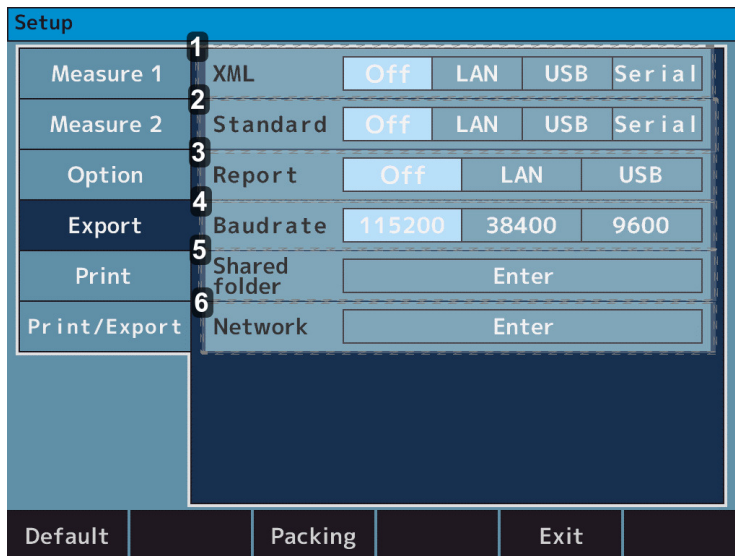 Setup
Measure 1
Measure 2
Option
Export
Print
Print/Export
1 XML Off LAN USB Serial
2 Standard Off LAN USB Serial
3 Report Off LAN USB
4 Baudrate 115200 38400 9600
5 Shared
folder Enter
6 Network Enter
Default Packing Exit